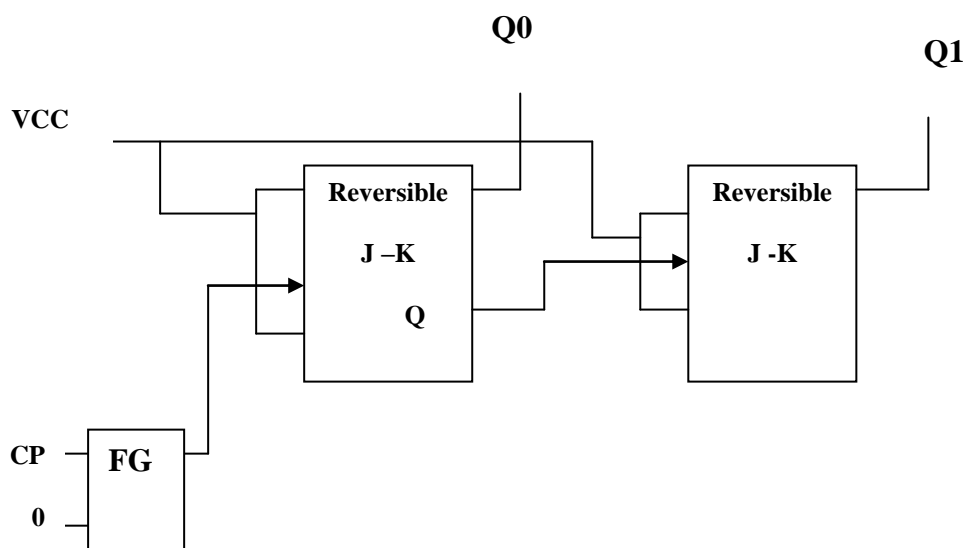 Q0
Q1
VCC
Reversible
J –K
Q
Reversible
J -K
CP
FG
0